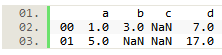 01.         a    b    c     d
02.    00  1.0  3.0  NaN   7.0
03.    01  5.0  NaN  NaN  17.0